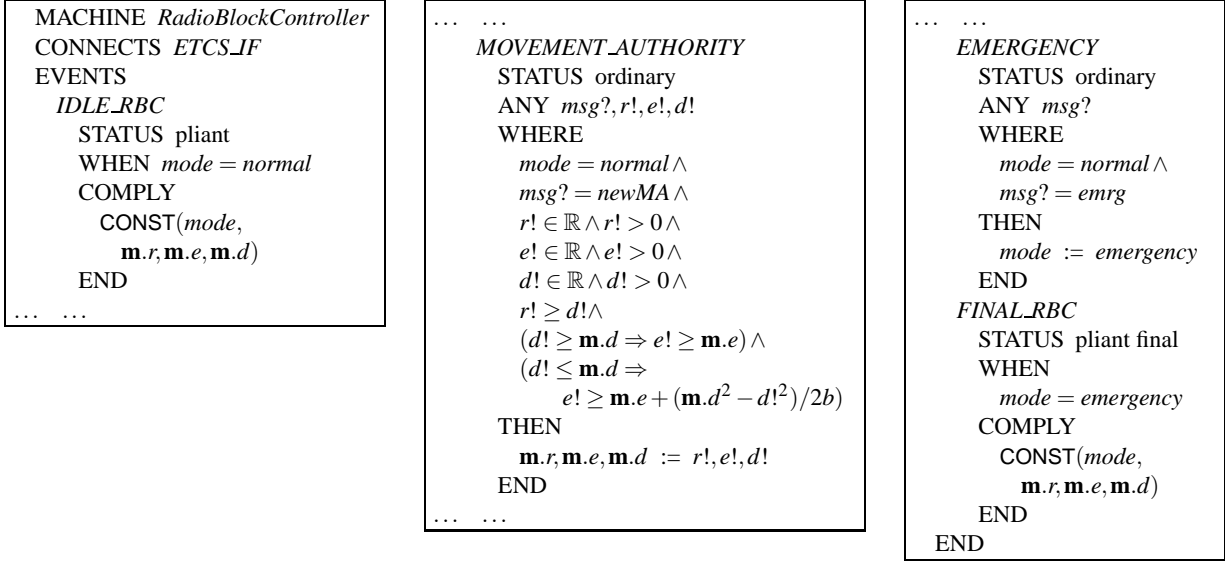 MACHINE RadioBlockController
CONNECTS ETCS_IF
EVENTS
IDLE_RBC
STATUS pliant
WHEN mode = normal
COMPLY
CONST(mode,
m.r,m.e,m.d)
END
... ...
... ...
MOVEMENT_AUTHORITY
STATUS ordinary
ANY msg?,r!,e!,d!
WHERE
mode = normal ∧
msg? = newMA ∧
r! ∈ ℝ ∧ r! > 0 ∧
e! ∈ ℝ ∧ e! > 0 ∧
d! ∈ ℝ ∧ d! > 0 ∧
r! ≥ d! ∧
(d! ≥ m.d ⇒ e! ≥ m.e) ∧
(d! ≤ m.d ⇒
e! ≥ m.e + (m.d² − d!²)/2b)
THEN
m.r,m.e,m.d := r!,e!,d!
END
... ...
... ...
EMERGENCY
STATUS ordinary
ANY msg?
WHERE
mode = normal ∧
msg? = emrg
THEN
mode := emergency
END
FINAL_RBC
STATUS pliant final
WHEN
mode = emergency
COMPLY
CONST(mode,
m.r,m.e,m.d)
END
END